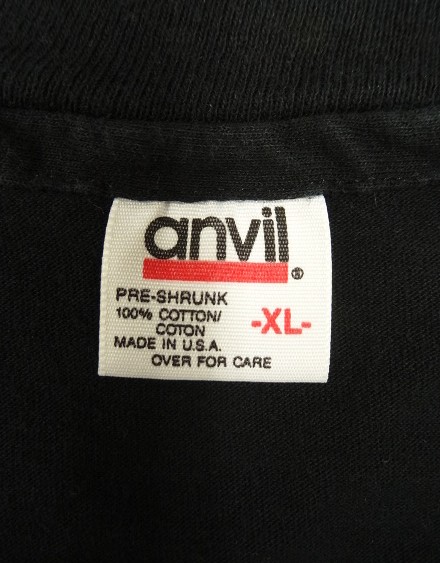 anvil®
PRE-SHRUNK
100% COTTON/
COTON
-XL-
MADE IN U.S.A.
OVER FOR CARE